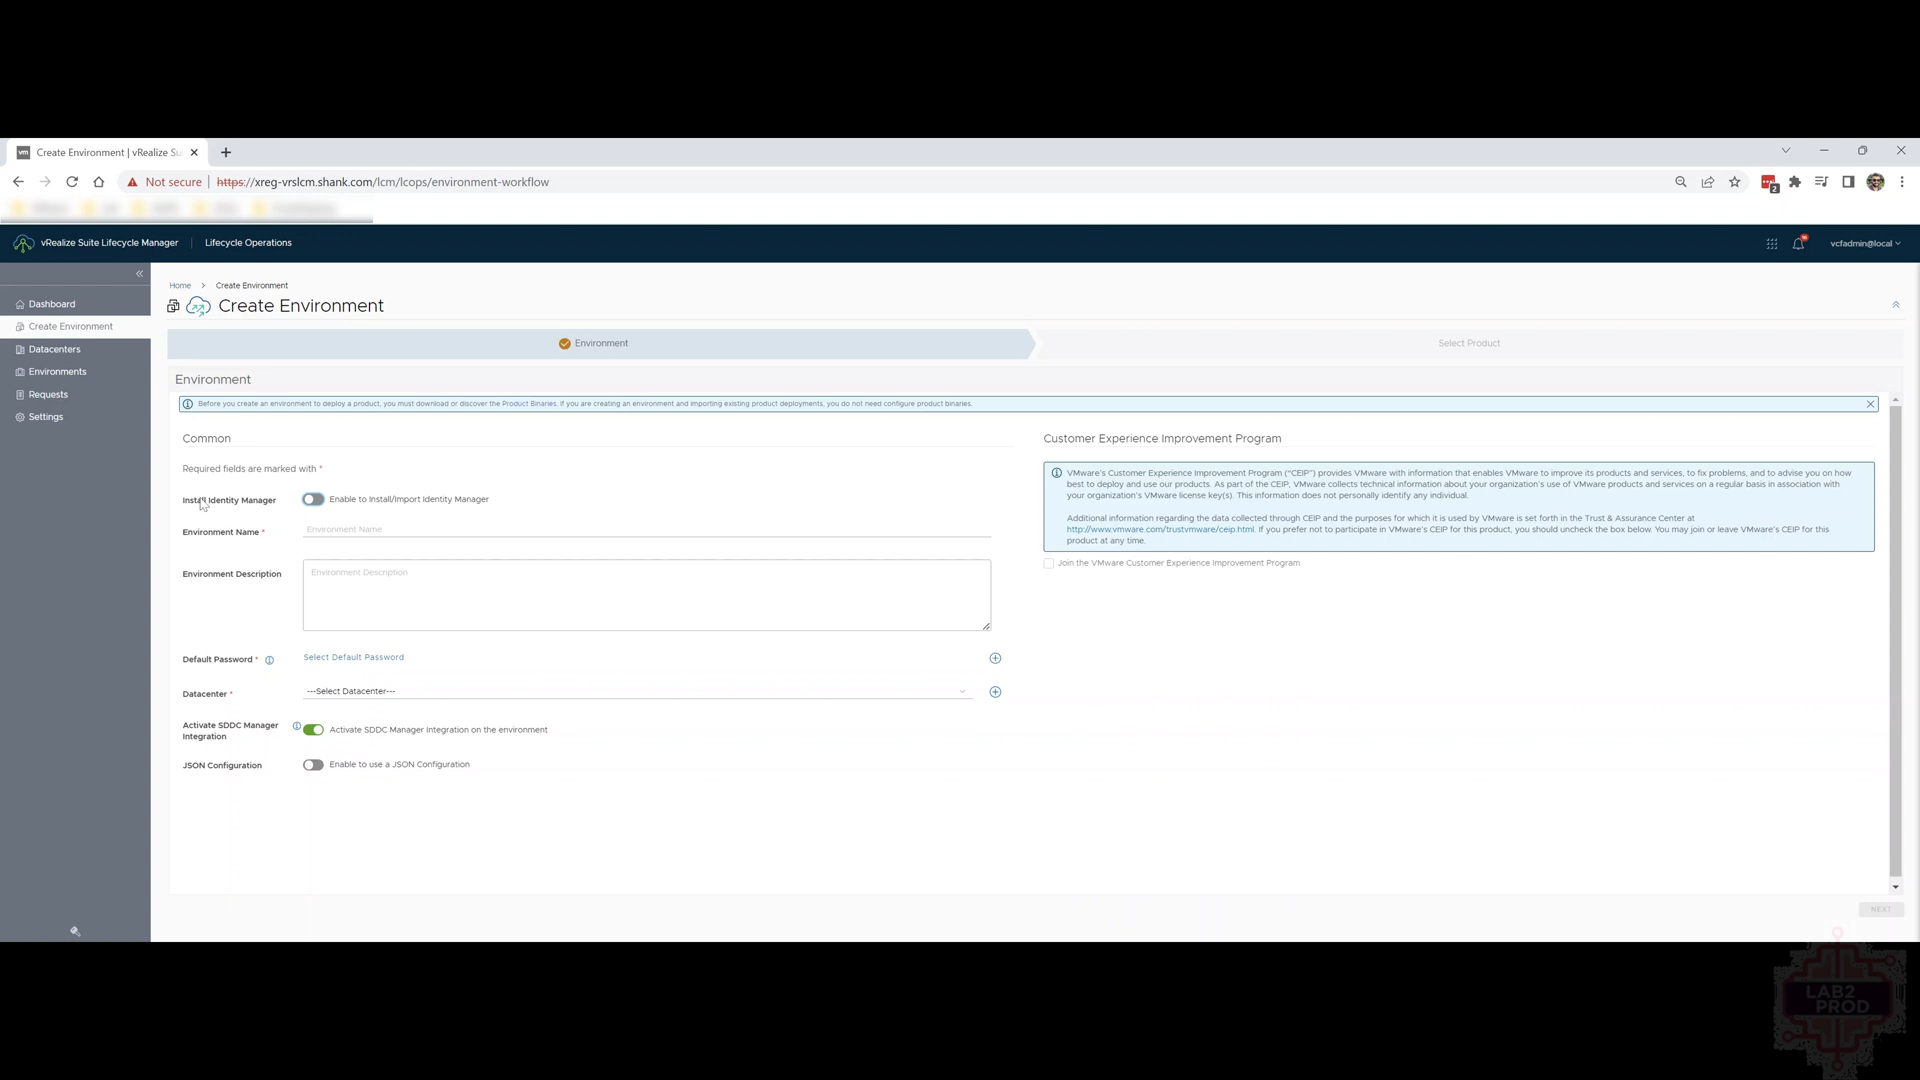 vm Create Environment | vRealize Su
Not secure | https://xreg-vrslcm.shank.com/lcm/lcops/environment-workflow
2
vRealize Suite Lifecycle Manager
Lifecycle Operations
vcfadmin@local
Dashboard
Create Environment
Datacenters
Environments
Requests
Settings
Home > Create Environment
Create Environment
Environment
Select Product
Environment
Before you create an environment to deploy a product, you must download or discover the Product Binaries. If you are creating an environment and importing existing product deployments, you do not need configure product binaries.
Common
Required fields are marked with *
Install Identity Manager
Enable to Install/Import Identity Manager
Environment Name *
Environment Name
Environment Description
Environment Description
Default Password *
Select Default Password
Datacenter *
---Select Datacenter---
Activate SDDC Manager
Integration
Activate SDDC Manager Integration on the environment
JSON Configuration
Enable to use a JSON Configuration
Customer Experience Improvement Program
VMware's Customer Experience Improvement Program ("CEIP") provides VMware with information that enables VMware to improve its products and services, to fix problems, and to advise you on how
best to deploy and use our products. As part of the CEIP, VMware collects technical information about your organization's use of VMware products and services on a regular basis in association with
your organization's VMware license key(s). This information does not personally identify any individual.
Additional information regarding the data collected through CEIP and the purposes for which it is used by VMware is set forth in the Trust & Assurance Center at
http://www.vmware.com/trustvmware/ceip.html. If you prefer not to participate in VMware's CEIP for this product, you should uncheck the box below. You may join or leave VMware's CEIP for this
product at any time.
Join the VMware Customer Experience Improvement Program
NEXT
LAB2
PROD